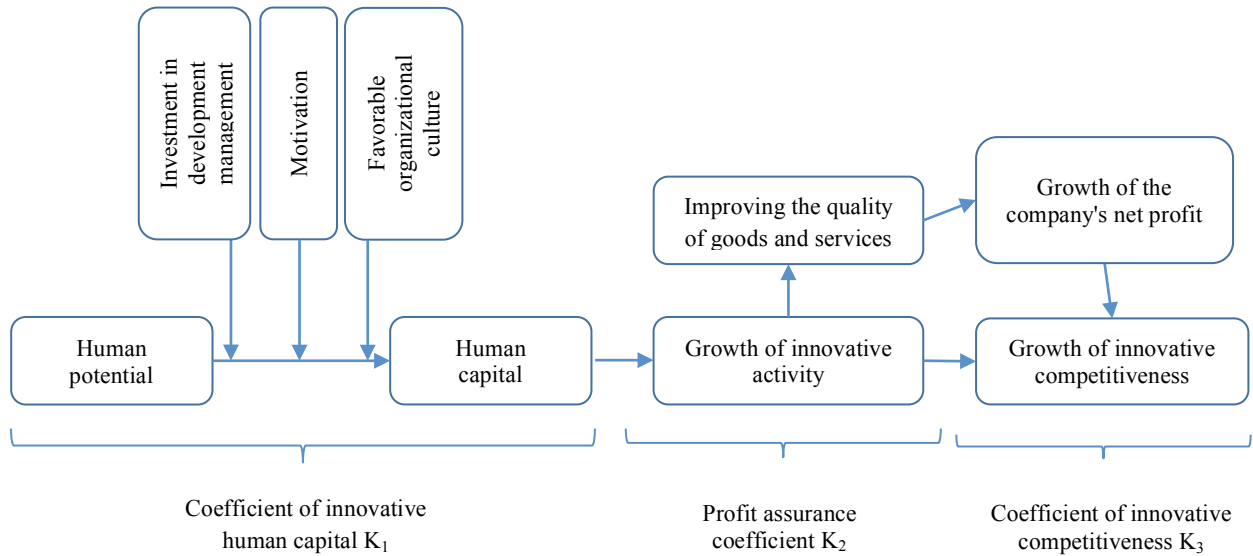 Investment in
development
management
Motivation
Favorable
organizational
culture
Improving the quality
of goods and services
Growth of the
company's net profit
Human
potential
Human
capital
Growth of innovative
activity
Growth of innovative
competitiveness
Coefficient of innovative
human capital K₁
Profit assurance
coefficient K₂
Coefficient of innovative
competitiveness K₃